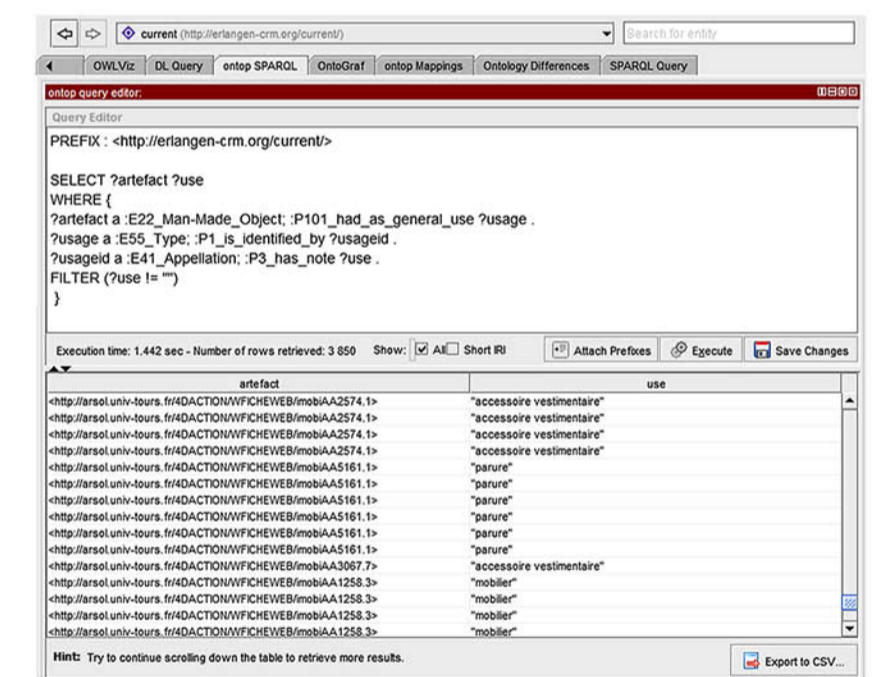 current (http://erlangen-crm.org/current/)
Search for entity
OWLViz DL Query ontop SPARQL OntoGraf ontop Mappings Ontology Differences SPARQL Query
ontop query editor:
Query Editor
PREFIX : <http://erlangen-crm.org/current/>
SELECT ?artefact ?use
WHERE {
?artefact a :E22_Man-Made_Object; :P101_had_as_general_use ?usage .
?usage a :E55_Type; :P1_is_identified_by ?usageid .
?usageid a :E41_Appellation; :P3_has_note ?use .
FILTER (?use != "")
}
Execution time: 1.442 sec - Number of rows retrieved: 3 850 Show: All Short IRI Attach Prefixes Execute Save Changes
artefact use
<http://arsol.univ-tours.fr/4DACTION/WFICHEWEB/imobiAA2574.1> "accessoire vestimentaire"
<http://arsol.univ-tours.fr/4DACTION/WFICHEWEB/imobiAA2574.1> "accessoire vestimentaire"
<http://arsol.univ-tours.fr/4DACTION/WFICHEWEB/imobiAA2574.1> "accessoire vestimentaire"
<http://arsol.univ-tours.fr/4DACTION/WFICHEWEB/imobiAA2574.1> "accessoire vestimentaire"
<http://arsol.univ-tours.fr/4DACTION/WFICHEWEB/imobiAA5161.1> "parure"
<http://arsol.univ-tours.fr/4DACTION/WFICHEWEB/imobiAA5161.1> "parure"
<http://arsol.univ-tours.fr/4DACTION/WFICHEWEB/imobiAA5161.1> "parure"
<http://arsol.univ-tours.fr/4DACTION/WFICHEWEB/imobiAA5161.1> "parure"
<http://arsol.univ-tours.fr/4DACTION/WFICHEWEB/imobiAA5161.1> "parure"
<http://arsol.univ-tours.fr/4DACTION/WFICHEWEB/imobiAA5161.1> "parure"
<http://arsol.univ-tours.fr/4DACTION/WFICHEWEB/imobiAA3067.7> "accessoire vestimentaire"
<http://arsol.univ-tours.fr/4DACTION/WFICHEWEB/imobiAA1258.3> "mobilier"
<http://arsol.univ-tours.fr/4DACTION/WFICHEWEB/imobiAA1258.3> "mobilier"
<http://arsol.univ-tours.fr/4DACTION/WFICHEWEB/imobiAA1258.3> "mobilier"
<http://arsol.univ-tours.fr/4DACTION/WFICHEWEB/imobiAA1258.3> "mobilier"
Hint: Try to continue scrolling down the table to retrieve more results. Export to CSV...